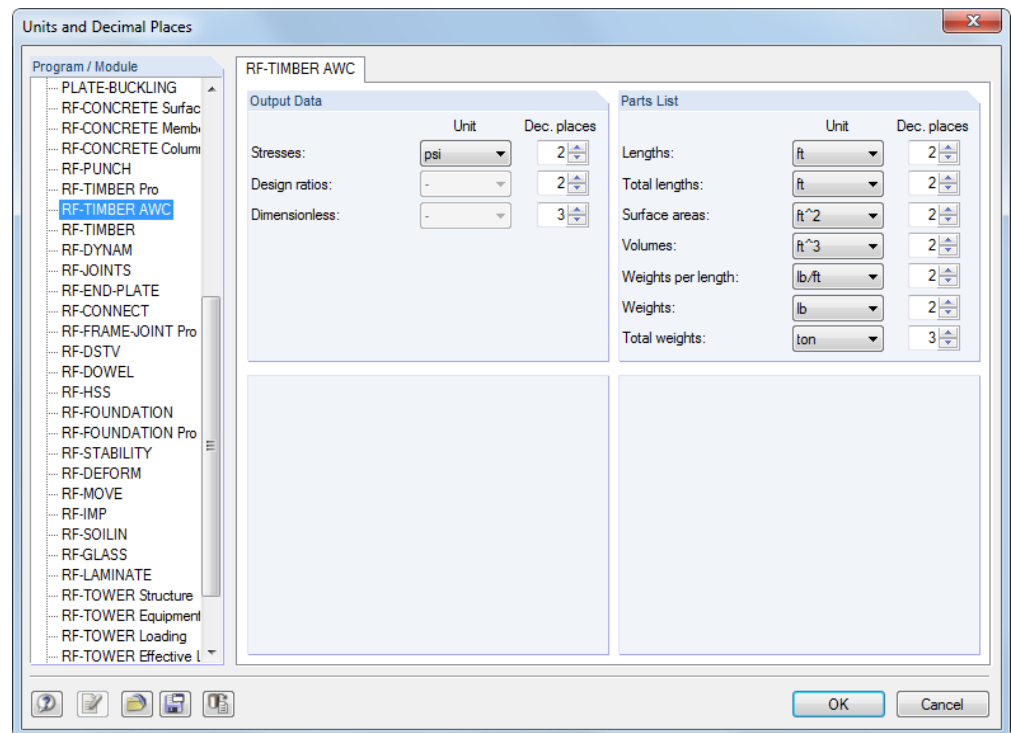 Units and Decimal Places
Program / Module
PLATE-BUCKLING
RF-CONCRETE Surfac
RF-CONCRETE Memb
RF-CONCRETE Colum
RF-PUNCH
RF-TIMBER Pro
RF-TIMBER AWC
RF-TIMBER
RF-DYNAM
RF-JOINTS
RF-END-PLATE
RF-CONNECT
RF-FRAME-JOINT Pro
RF-DSTV
RF-DOWEL
RF-HSS
RF-FOUNDATION
RF-FOUNDATION Pro
RF-STABILITY
RF-DEFORM
RF-MOVE
RF-IMP
RF-SOILIN
RF-GLASS
RF-LAMINATE
RF-TOWER Structure
RF-TOWER Equipment
RF-TOWER Loading
RF-TOWER Effective L
RF-TIMBER AWC
Output Data
Unit Dec. places
Stresses: psi 2
Design ratios: - 2
Dimensionless: - 3
Parts List
Unit Dec. places
Lengths: ft 2
Total lengths: ft 2
Surface areas: ft^2 2
Volumes: ft^3 2
Weights per length: lb/ft 2
Weights: lb 2
Total weights: ton 3
OK Cancel